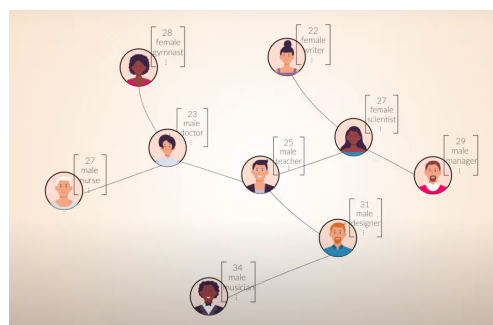 28
female
gymnast
⋮
22
female
writer
⋮
23
male
doctor
⋮
27
female
scientist
⋮
25
male
teacher
⋮
29
male
manager
⋮
27
male
nurse
⋮
31
male
designer
⋮
34
male
musician
⋮